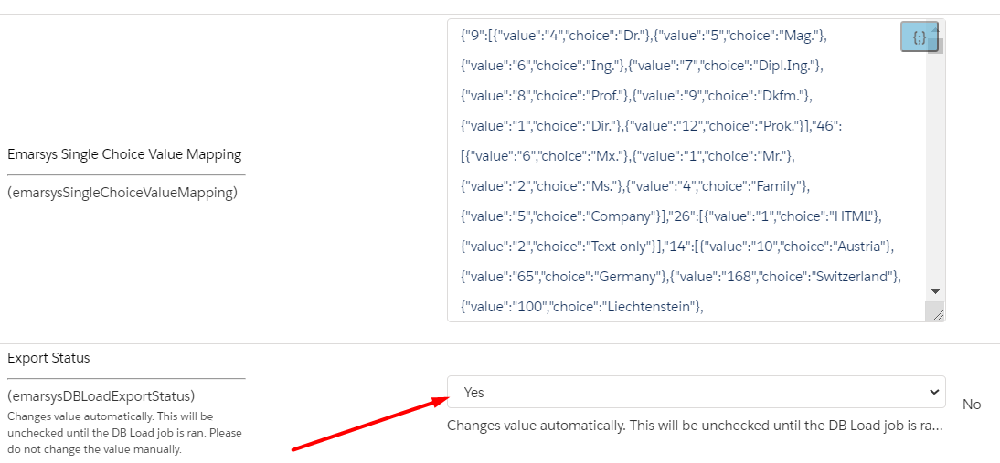 {"9":[{"value":"4","choice":"Dr."},{"value":"5","choice":"Mag."},
{;}
{"value":"6","choice":"Ing."},{"value":"7","choice":"Dipl.Ing."},
{"value":"8","choice":"Prof."},{"value":"9","choice":"Dkfm."},
{"value":"1","choice":"Dir."},{"value":"12","choice":"Prok."}],"46":
Emarsys Single Choice Value Mapping
[{"value":"6","choice":"Mx."},{"value":"1","choice":"Mr."},
(emarsysSingleChoiceValueMapping)
{"value":"2","choice":"Ms."},{"value":"4","choice":"Family"},
{"value":"5","choice":"Company"}],"26":[{"value":"1","choice":"HTML"},
{"value":"2","choice":"Text only"}],"14":[{"value":"10","choice":"Austria"},
{"value":"65","choice":"Germany"},{"value":"168","choice":"Switzerland"},
{"value":"100","choice":"Liechtenstein"},
Export Status
(emarsysDBLoadExportStatus)
Changes value automatically. This will be
unchecked until the DB Load job is ran. Please
do not change the value manually.
Yes
No
Changes value automatically. This will be unchecked until the DB Load job is ra...